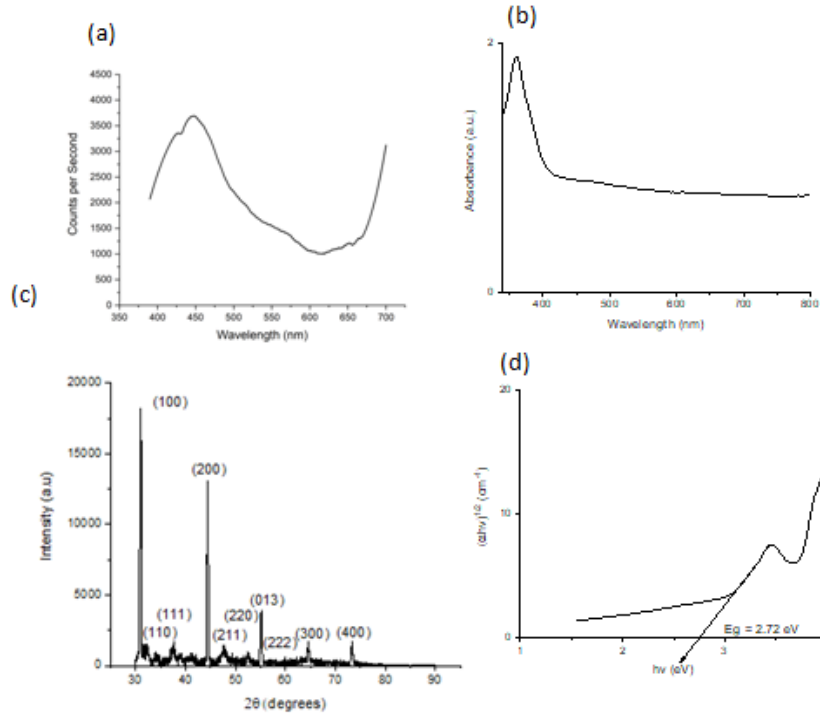 (a)
4500
4000
3500
3000
2500
2000
1500
1000
500
0
Counts per Second
350 400 450 500 550 600 650 700
Wavelength (nm)
(b)
2
2
Absorbance (a.u.)
400 500 600 700 800
Wavelength (nm)
(c)
20000
15000
10000
5000
0
Intensity (a.u)
(100)
(200)
(013)
(111)
(220)
(110)
(211)
(222)
(300)
(400)
30 40 50 60 70 80 90
2θ (degrees)
(d)
20
10
0
(αhν)1/2 (cm-1)
Eg = 2.72 eV
1 2 3
hν (eV)